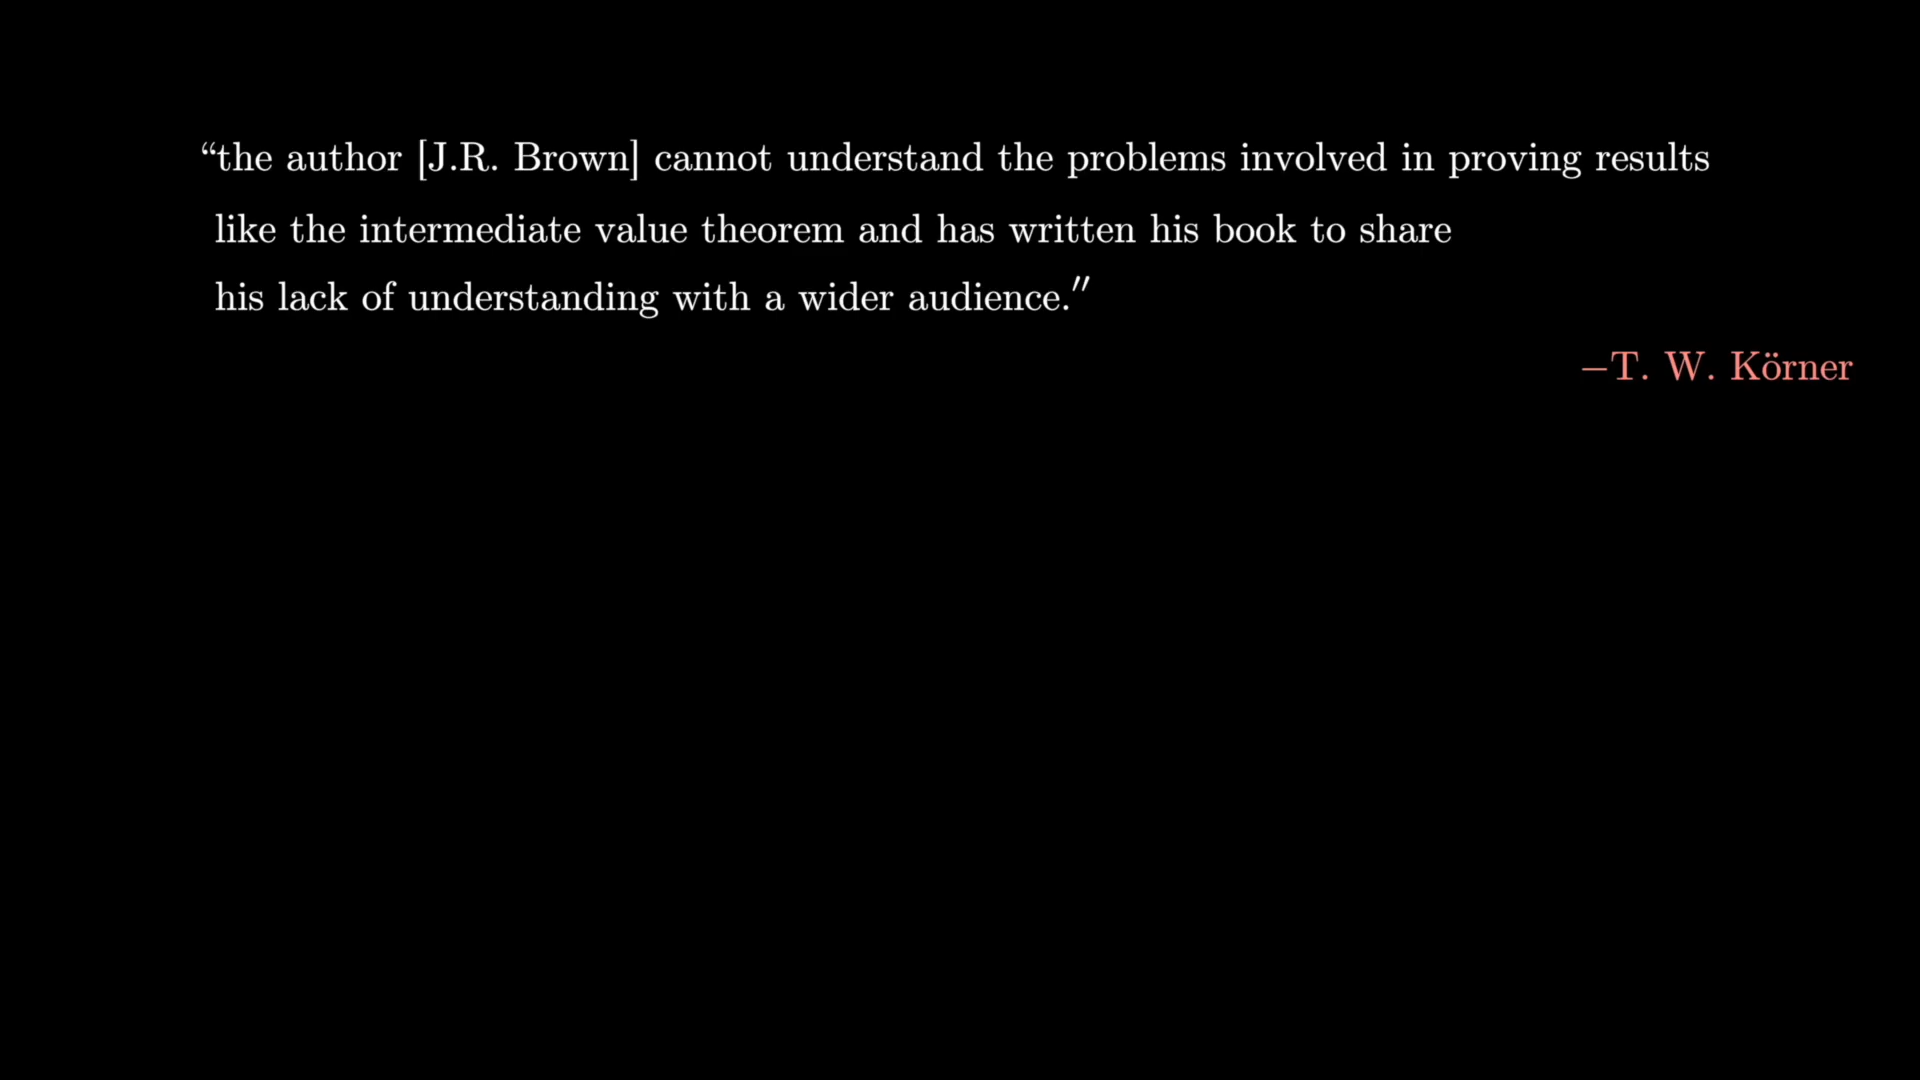 “the author [J.R. Brown] cannot understand the problems involved in proving results
like the intermediate value theorem and has written his book to share
his lack of understanding with a wider audience.″
–T. W. Körner